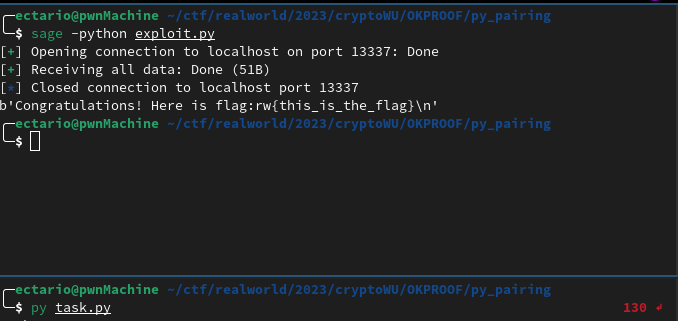 ectario@pwnMachine ~/ctf/realworld/2023/cryptoWU/OKPROOF/py_pairing
$ sage -python exploit.py
[+] Opening connection to localhost on port 13337: Done
[+] Receiving all data: Done (51B)
[*] Closed connection to localhost port 13337
b'Congratulations! Here is flag:rw{this_is_the_flag}\n'
ectario@pwnMachine ~/ctf/realworld/2023/cryptoWU/OKPROOF/py_pairing
$
ectario@pwnMachine ~/ctf/realworld/2023/cryptoWU/OKPROOF/py_pairing
$ py task.py 130 ↵